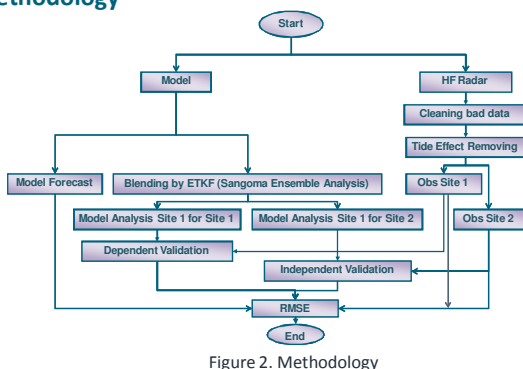 ethodology
Start
Model
HF Radar
Cleaning bad data
Tide Effect Removing
Model Forecast
Blending by ETKF (Sangoma Ensemble Analysis)
Obs Site 1
Model Analysis Site 1 for Site 1
Model Analysis Site 1 for Site 2
Obs Site 2
Dependent Validation
Independent Validation
RMSE
End
Figure 2. Methodology